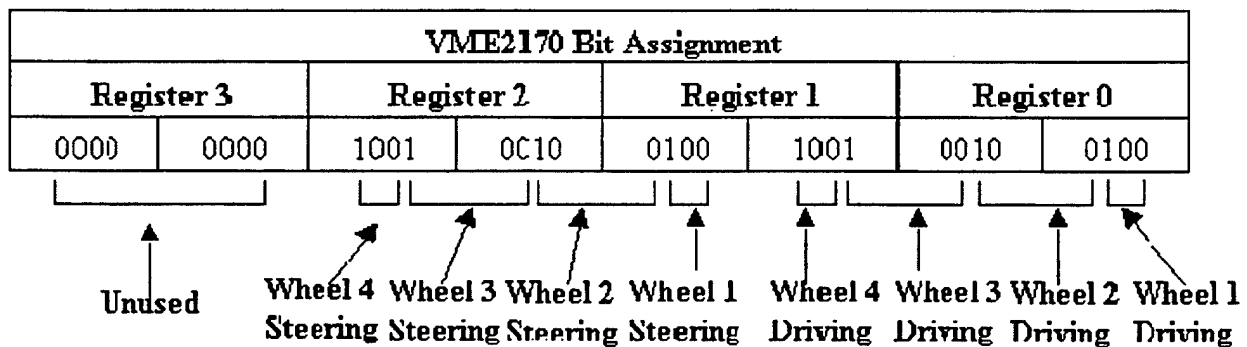 VME2170 Bit Assignment
Register 3 Register 2 Register 1 Register 0
0000 0000 1001 0010 0100 1001 0010 0100
Unused
Wheel 4 Wheel 3 Wheel 2 Wheel 1 Wheel 4 Wheel 3 Wheel 2 Wheel 1
Steering Steering Steering Steering Driving Driving Driving Driving